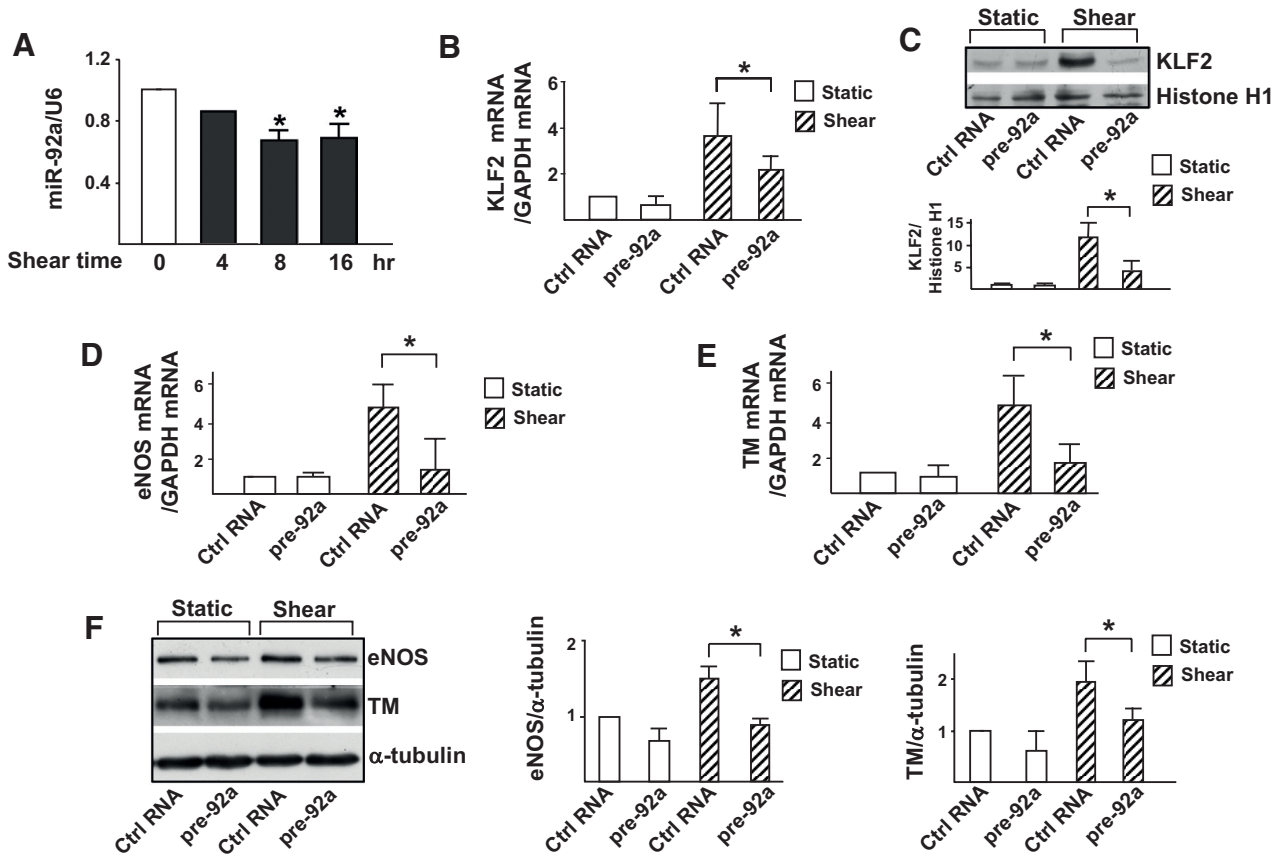 A
miR-92a/U6
1.2
0.8
0.4
* *
Shear time 0 4 8 16 hr
B
KLF2 mRNA
/GAPDH mRNA
6
4
2
*
Static
Shear
Ctrl RNA
pre-92a
Ctrl RNA
pre-92a
C
Static Shear
KLF2
Histone H1
Ctrl RNA
pre-92a
Ctrl RNA
pre-92a
Static
Shear
KLF2/
Histione H1
15
10
5
*
D
eNOS mRNA
/GAPDH mRNA
6
4
2
*
Static
Shear
Ctrl RNA
pre-92a
Ctrl RNA
pre-92a
E
TM mRNA
/GAPDH mRNA
6
4
2
*
Static
Shear
Ctrl RNA
pre-92a
Ctrl RNA
pre-92a
F
Static Shear
eNOS
TM
α-tubulin
Ctrl RNA
pre-92a
Ctrl RNA
pre-92a
eNOS/α-tubulin
2
1
*
Static
Shear
Ctrl RNA
pre-92a
Ctrl RNA
pre-92a
TM/α-tubulin
2
1
*
Static
Shear
Ctrl RNA
pre-92a
Ctrl RNA
pre-92a